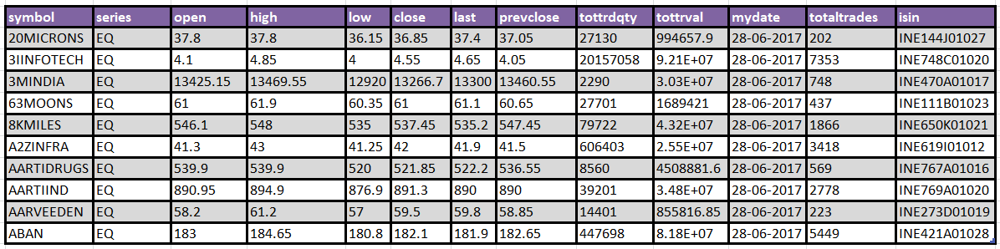 symbol series open high low close last prevclose tottrdqty tottrval mydate totaltrades isin
20MICRONS EQ 37.8 37.8 36.15 36.85 37.4 37.05 27130 994657.9 28-06-2017 202 INE144J01027
3IINFOTECH EQ 4.1 4.85 4 4.55 4.65 4.05 20157058 9.21E+07 28-06-2017 7353 INE748C01020
3MINDIA EQ 13425.15 13469.55 12920 13266.7 13300 13460.55 2290 3.03E+07 28-06-2017 748 INE470A01017
63MOONS EQ 61 61.9 60.35 61 61.1 60.65 27701 1689421 28-06-2017 437 INE111B01023
8KMILES EQ 546.1 548 535 537.45 535.2 547.45 79722 4.32E+07 28-06-2017 1866 INE650K01021
A2ZINFRA EQ 41.3 43 41.25 42 41.9 41.5 606403 2.55E+07 28-06-2017 3418 INE619I01012
AARTIDRUGS EQ 539.9 539.9 520 521.85 522.2 536.55 8560 4508881.6 28-06-2017 569 INE767A01016
AARTIIND EQ 890.95 894.9 876.9 891.3 890 890 39201 3.48E+07 28-06-2017 2778 INE769A01020
AARVEEDEN EQ 58.2 61.2 57 59.5 59.8 58.85 14401 855816.85 28-06-2017 223 INE273D01019
ABAN EQ 183 184.65 180.8 182.1 181.9 182.65 447698 8.18E+07 28-06-2017 5449 INE421A01028